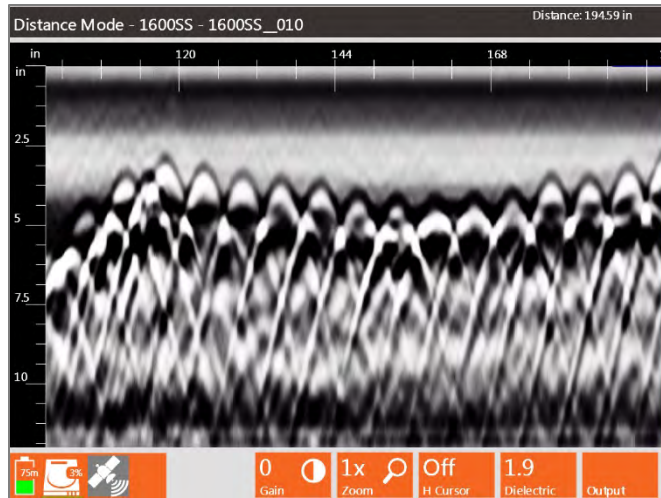 Distance Mode - 1600SS - 1600SS__010
Distance: 194.59 in
in
120
144
168
in
2.5
5
7.5
10
75m
3%
0
Gain
1x
Zoom
Off
H Cursor
1.9
Dielectric
Output